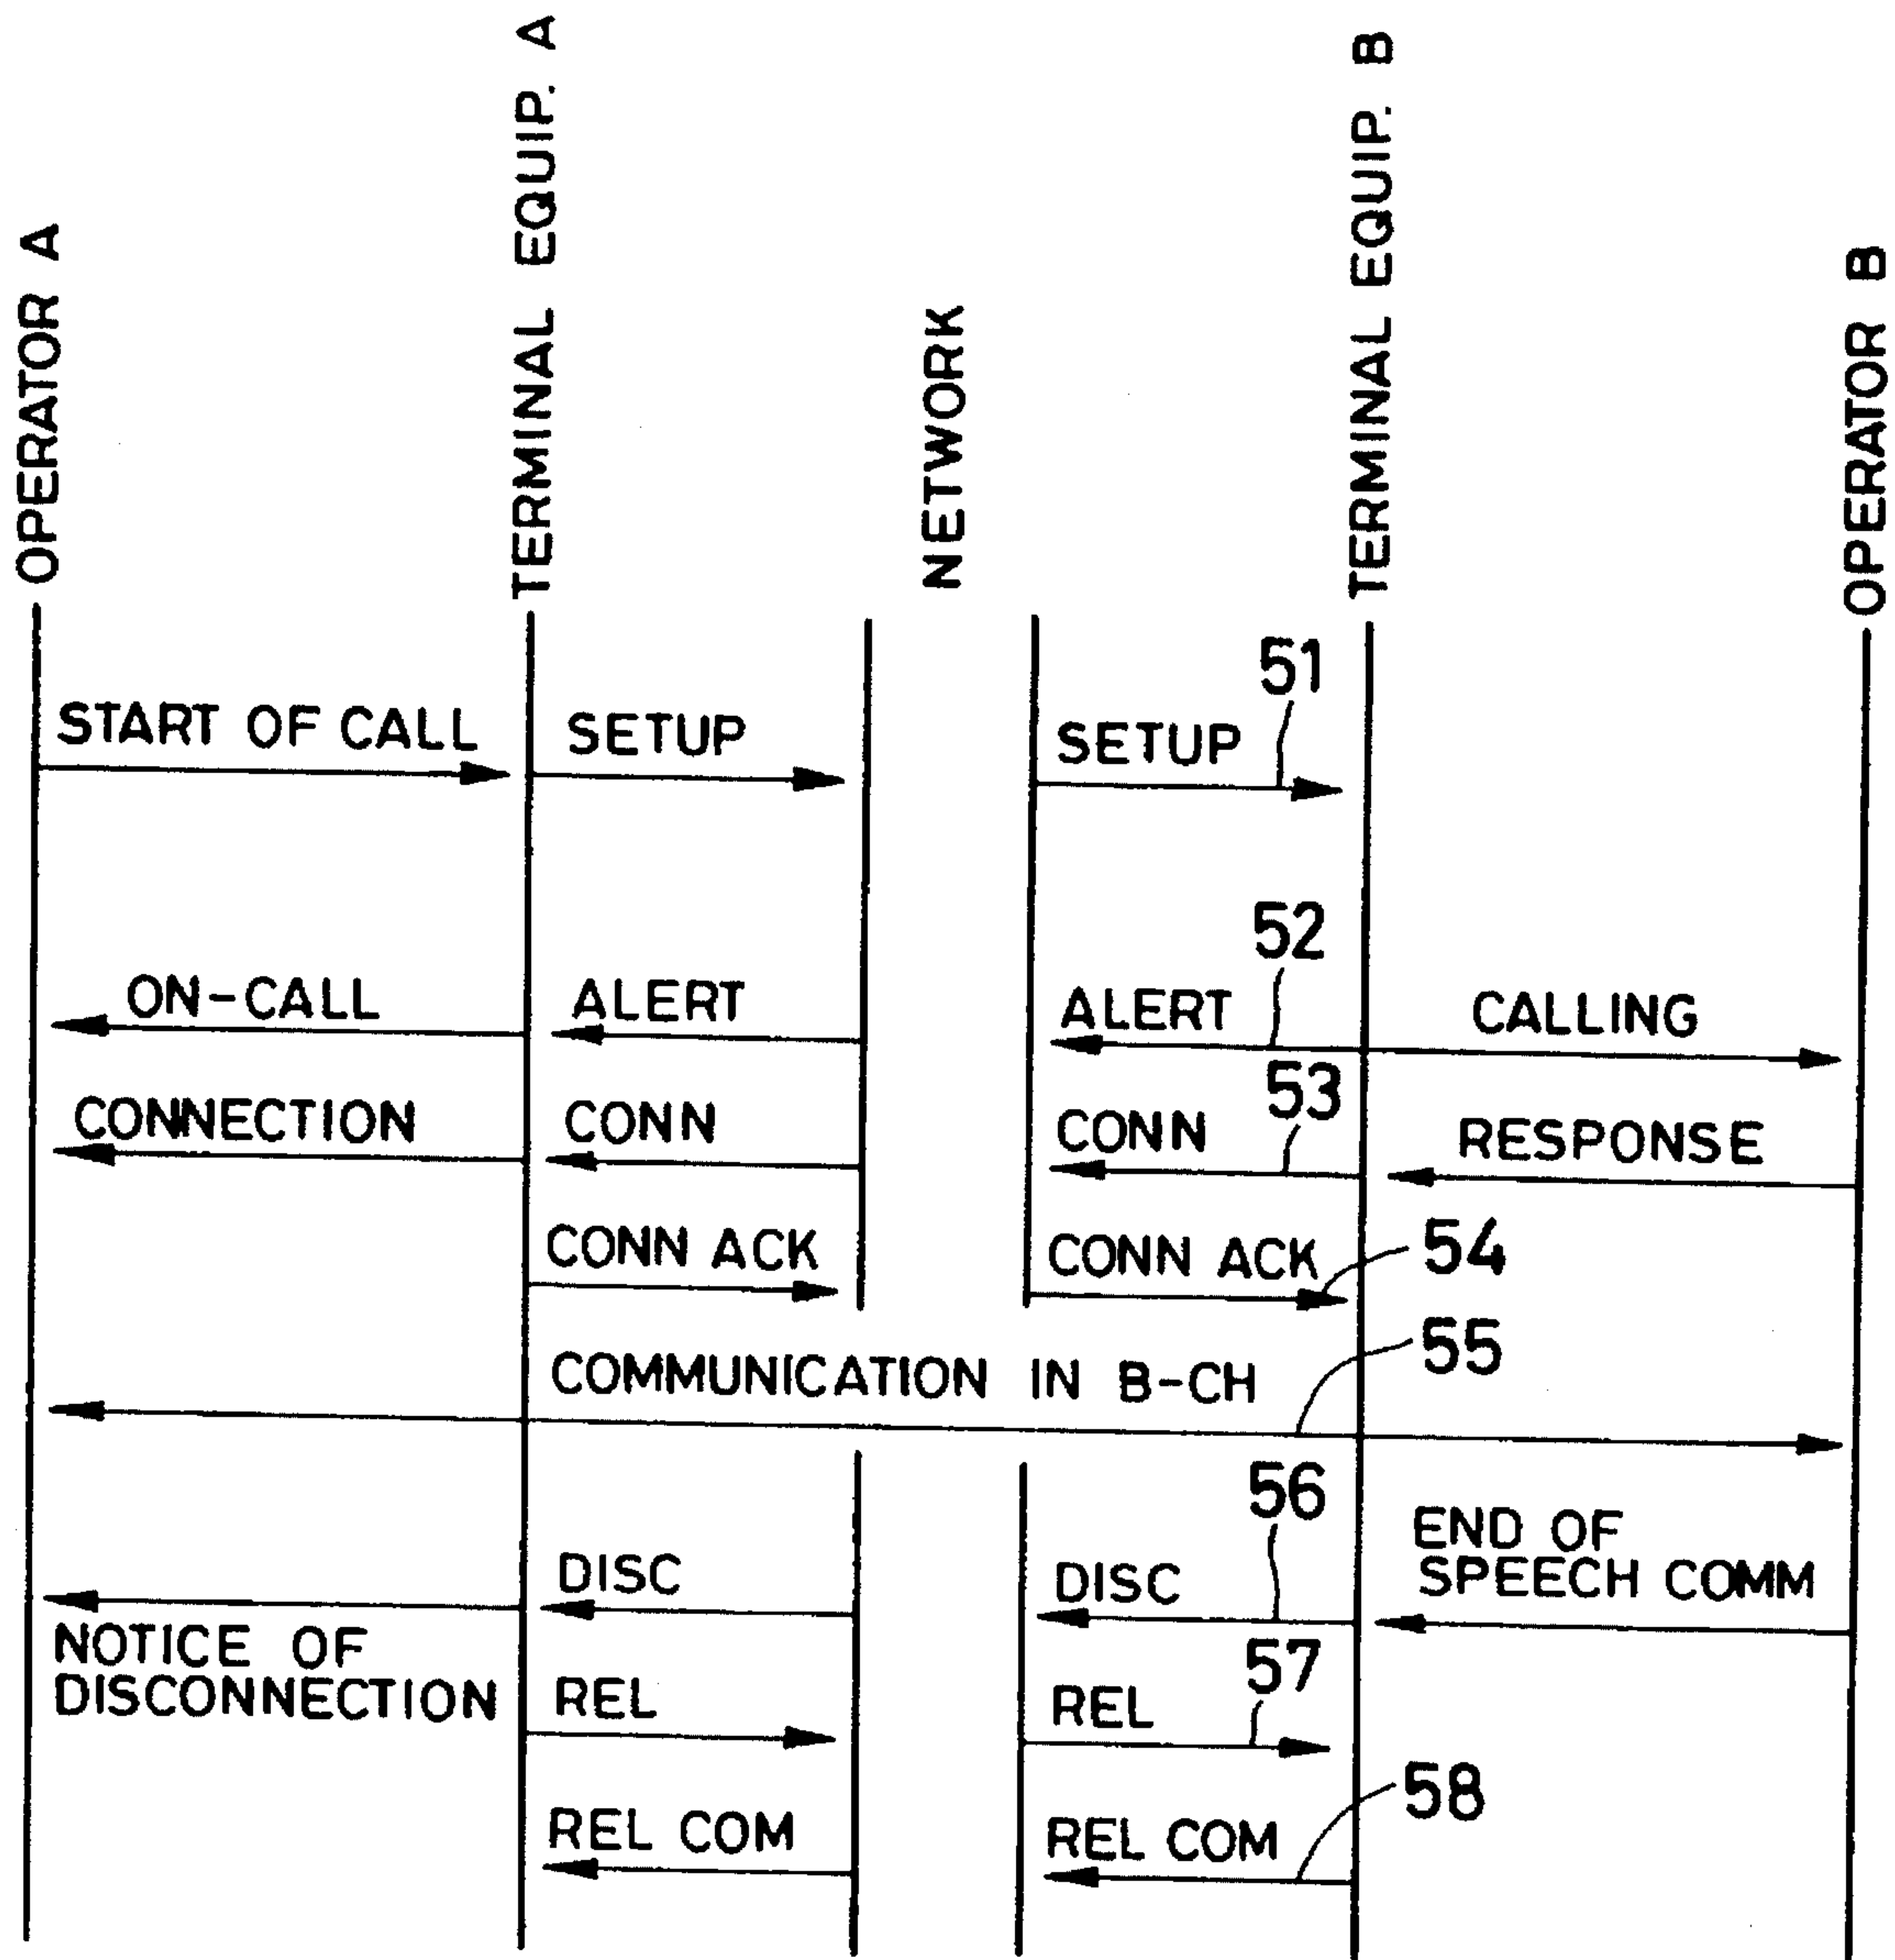 OPERATOR A
TERMINAL EQUIP. A
NETWORK
TERMINAL EQUIP. B
OPERATOR B
START OF CALL
SETUP
SETUP
51
ON-CALL
ALERT
ALERT
52
CALLING
CONNECTION
CONN
CONN
53
RESPONSE
CONN ACK
CONN ACK
54
COMMUNICATION IN B-CH
55
DISC
DISC
56
END OF
SPEECH COMM
NOTICE OF
DISCONNECTION
REL
REL
57
REL COM
REL COM
58